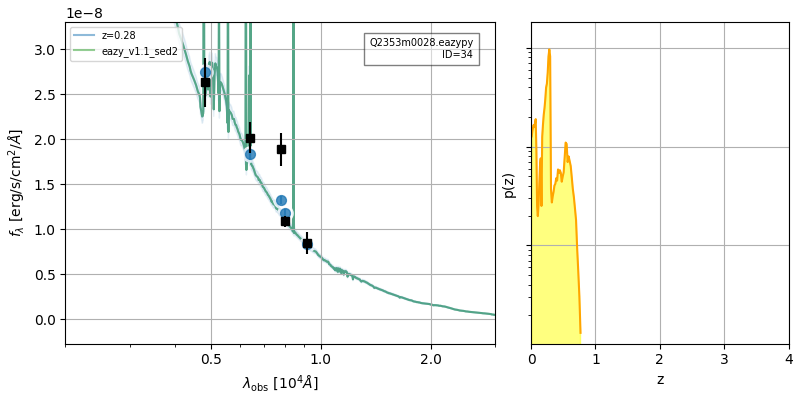 1e−8
z=0.28
eazy_v1.1_sed2
Q2353m0028.eazypy
ID=34
3.0
2.5
2.0
1.5
1.0
0.5
0.0
fλ [erg/s/cm²/Å]
0.5
1.0
2.0
λobs [10⁴Å]
p(z)
0
1
2
3
4
z